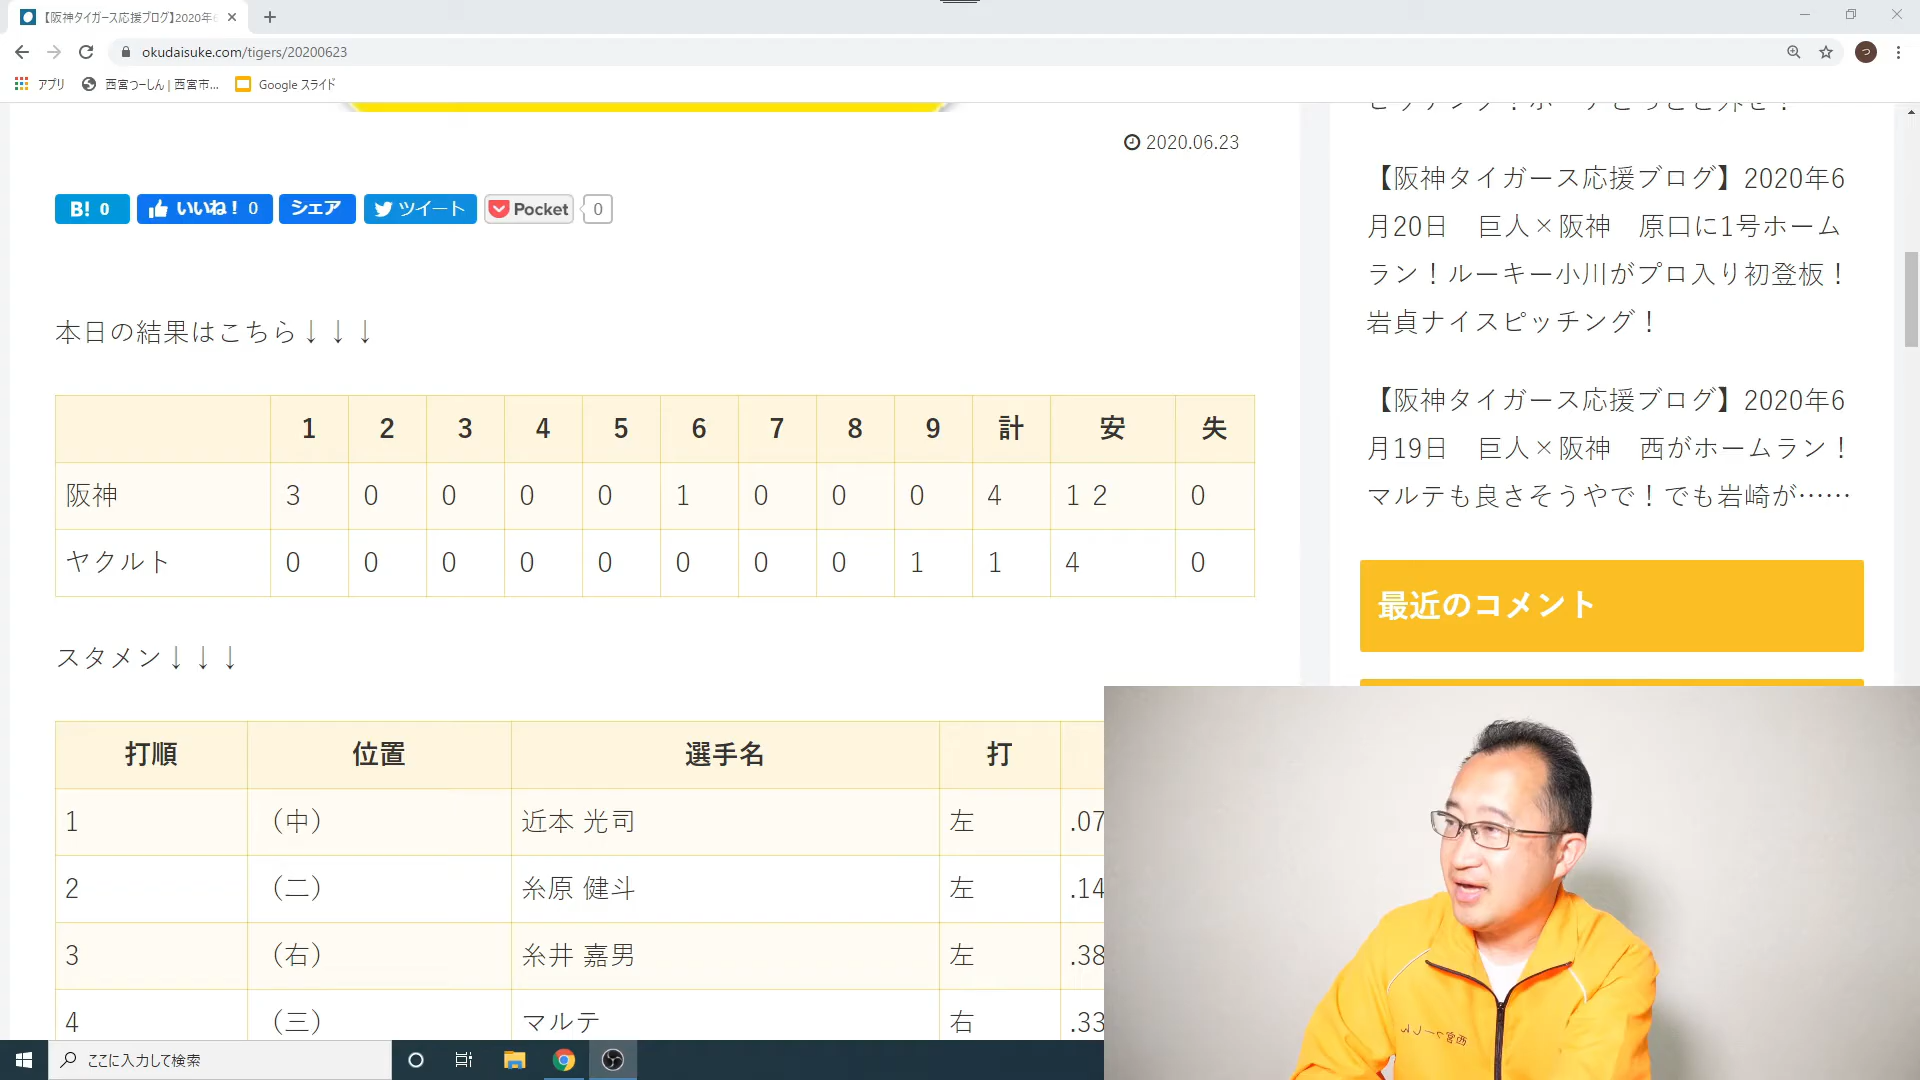 【阪神タイガース応援ブログ】2020年6
okudaisuke.com/tigers/20200623
つ
アプリ 西宮つーしん | 西宮市... Google スライド
2020.06.23
B! 0 いいね！ 0 シェア ツイート Pocket 0
本日の結果はこちら↓↓↓
1 2 3 4 5 6 7 8 9 計 安 失
阪神 3 0 0 0 0 1 0 0 0 4 １２ 0
ヤクルト 0 0 0 0 0 0 0 0 1 1 4 0
スタメン↓↓↓
打順 位置 選手名 打
1 （中） 近本 光司 左 .07
2 （二） 糸原 健斗 左 .14
3 （右） 糸井 嘉男 左 .38
4 （三） マルテ 右 .33
【阪神タイガース応援ブログ】2020年6
月20日　巨人×阪神　原口に1号ホーム
ラン！ルーキー小川がプロ入り初登板！
岩貞ナイスピッチング！
【阪神タイガース応援ブログ】2020年6
月19日　巨人×阪神　西がホームラン！
マルテも良さそうやで！でも岩崎が……
最近のコメント
西宮つーしん
ここに入力して検索